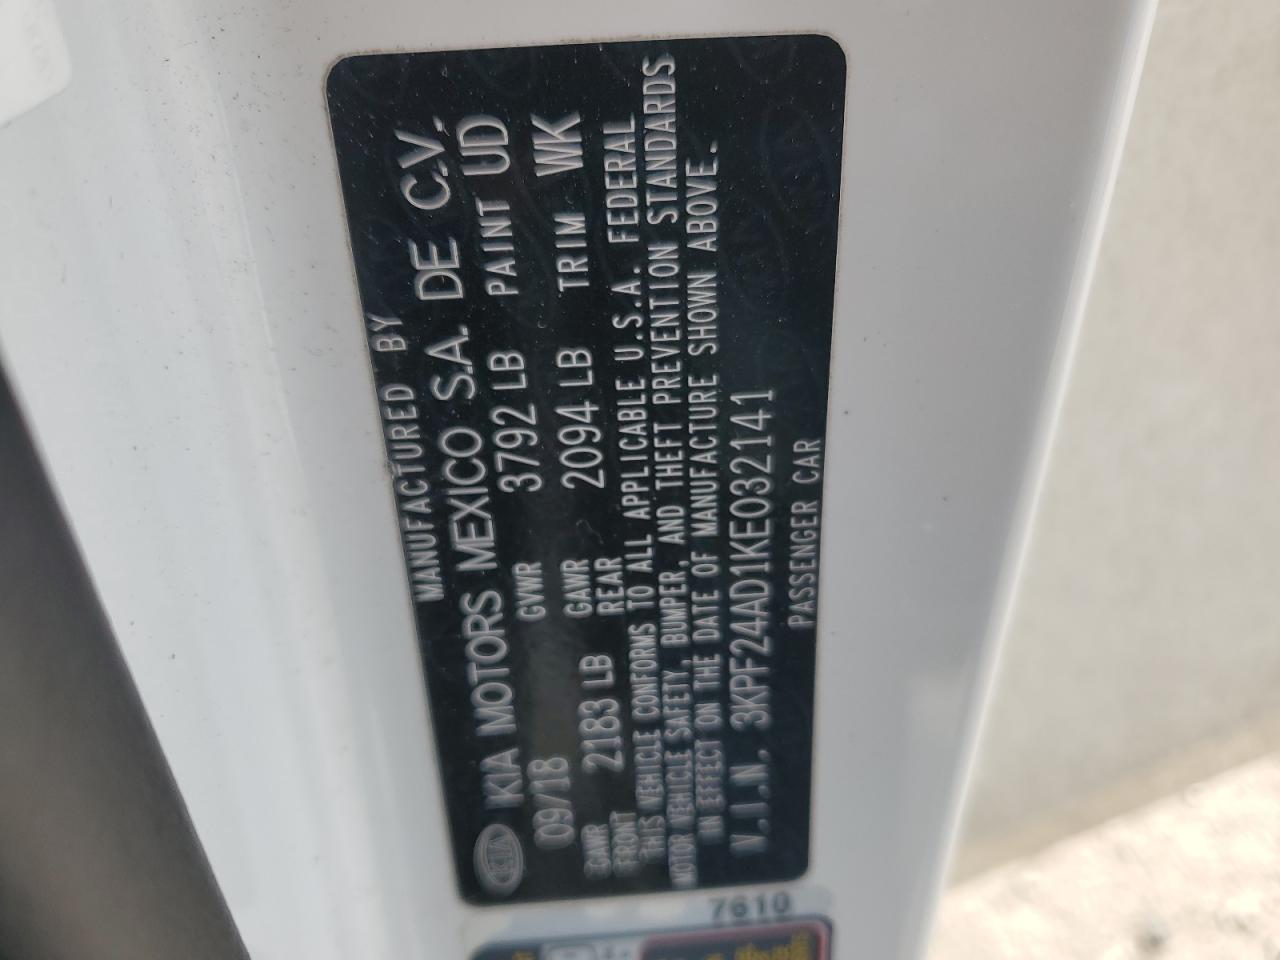 MANUFACTURED BY
KIA KIA MOTORS MEXICO S.A. DE C.V.
09/18 GVWR 3792 LB PAINT UD
GAWR FRONT 2183 LB GAWR REAR 2094 LB TRIM WK
THIS VEHICLE CONFORMS TO ALL APPLICABLE U.S.A. FEDERAL
MOTOR VEHICLE SAFETY, BUMPER, AND THEFT PREVENTION STANDARDS
IN EFFECT ON THE DATE OF MANUFACTURE SHOWN ABOVE.
V.I.N. 3KPF24AD1KE032141
PASSENGER CAR
7610